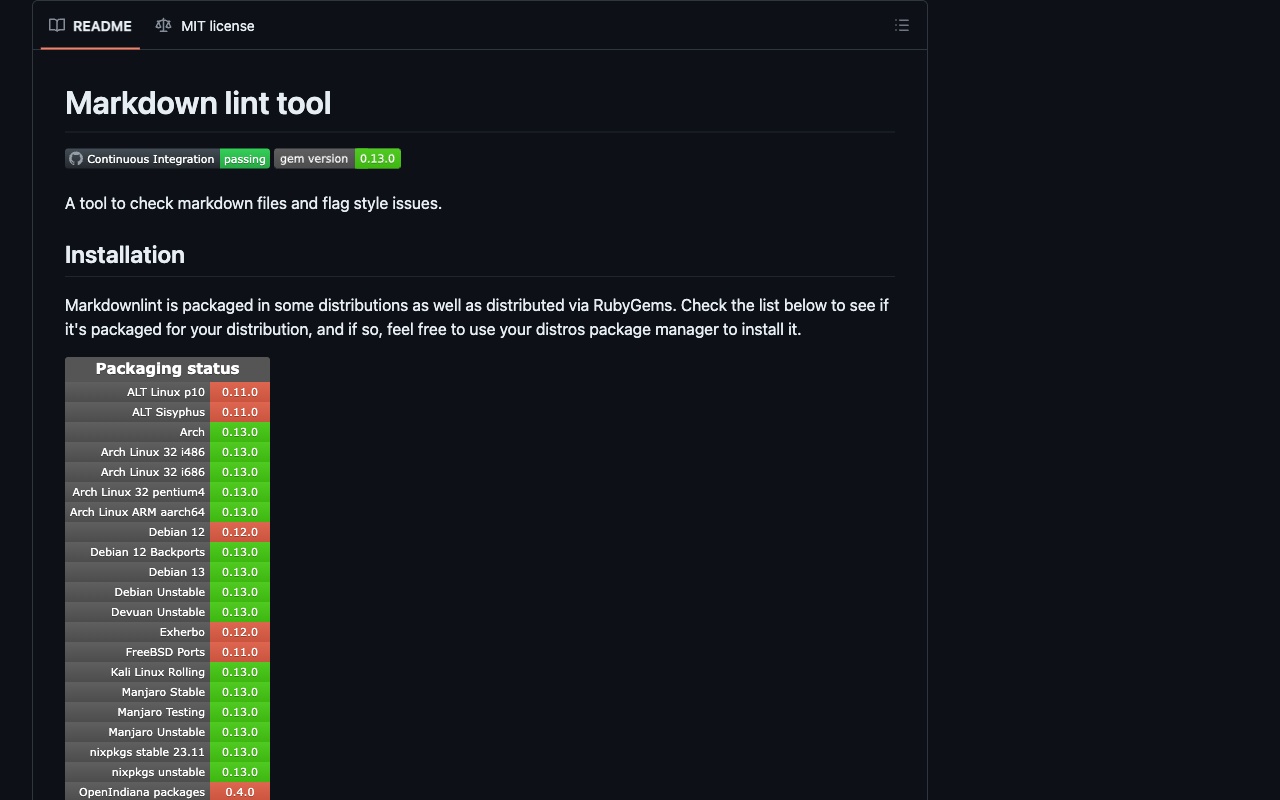 README MIT license
Markdown lint tool
Continuous Integration passing gem version 0.13.0
A tool to check markdown files and flag style issues.
Installation
Markdownlint is packaged in some distributions as well as distributed via RubyGems. Check the list below to see if
it's packaged for your distribution, and if so, feel free to use your distros package manager to install it.
Packaging status
ALT Linux p10 0.11.0
ALT Sisyphus 0.11.0
Arch 0.13.0
Arch Linux 32 i486 0.13.0
Arch Linux 32 i686 0.13.0
Arch Linux 32 pentium4 0.13.0
Arch Linux ARM aarch64 0.13.0
Debian 12 0.12.0
Debian 12 Backports 0.13.0
Debian 13 0.13.0
Debian Unstable 0.13.0
Devuan Unstable 0.13.0
Exherbo 0.12.0
FreeBSD Ports 0.11.0
Kali Linux Rolling 0.13.0
Manjaro Stable 0.13.0
Manjaro Testing 0.13.0
Manjaro Unstable 0.13.0
nixpkgs stable 23.11 0.13.0
nixpkgs unstable 0.13.0
OpenIndiana packages 0.4.0